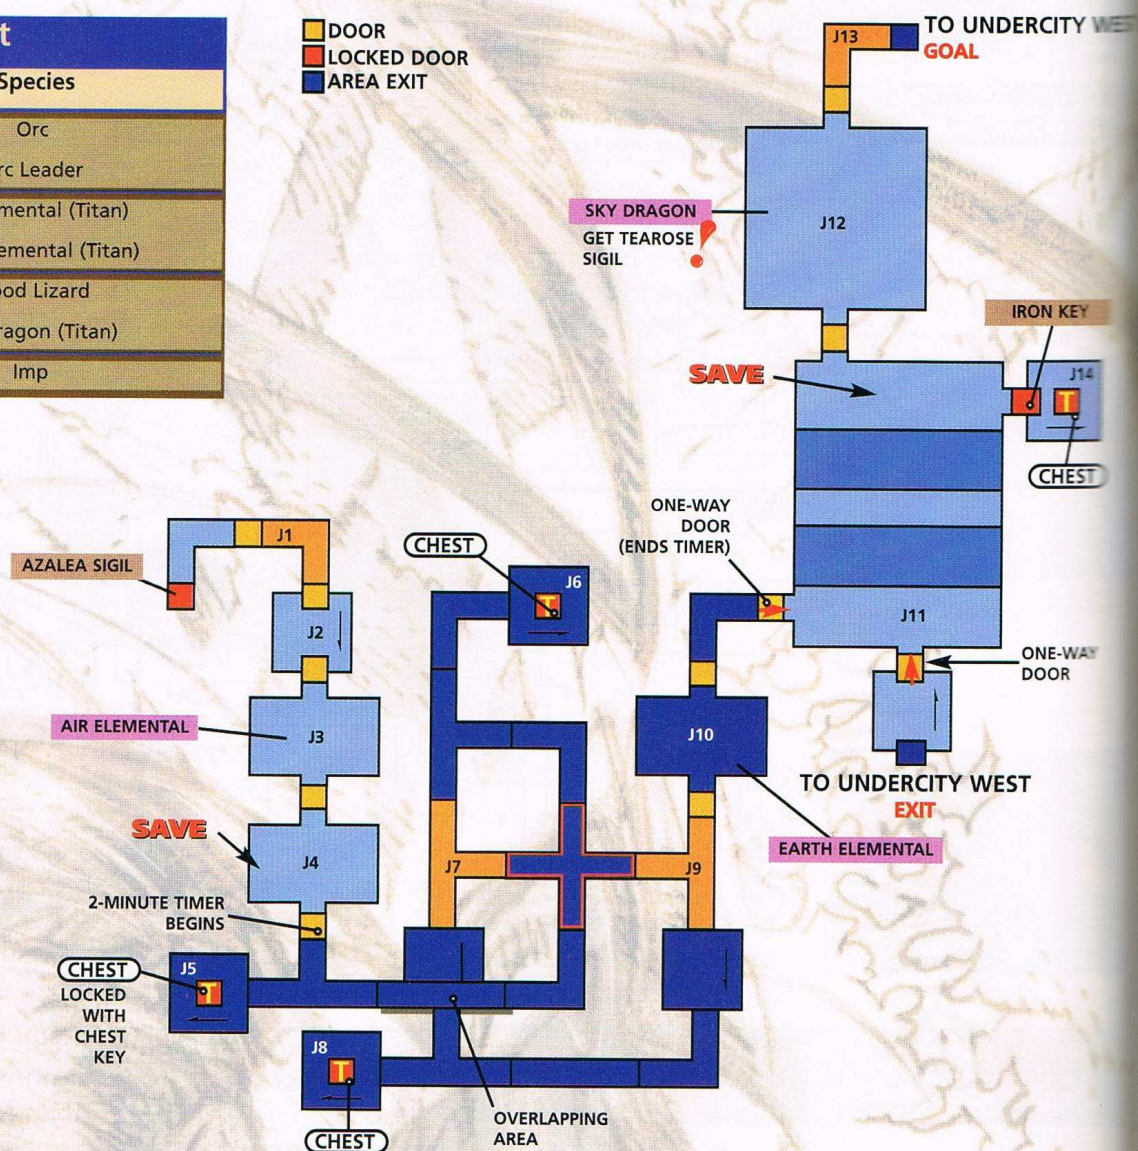 t
Species
Orc
rc Leader
mental (Titan)
emental (Titan)
ood Lizard
ragon (Titan)
Imp
DOOR
LOCKED DOOR
AREA EXIT
J13
TO UNDERCITY WES
GOAL
SKY DRAGON
GET TEAROSE
SIGIL
!
J12
IRON KEY
SAVE
J14
T
CHEST
ONE-WAY
DOOR
(ENDS TIMER)
J1
CHEST
AZALEA SIGIL
J6
T
J2
J11
ONE-WAY
DOOR
AIR ELEMENTAL
J3
J10
TO UNDERCITY WEST
EXIT
SAVE
J4
J7
J9
EARTH ELEMENTAL
2-MINUTE TIMER
BEGINS
CHEST
J5
T
LOCKED
WITH
CHEST
KEY
J8
T
OVERLAPPING
AREA
CHEST